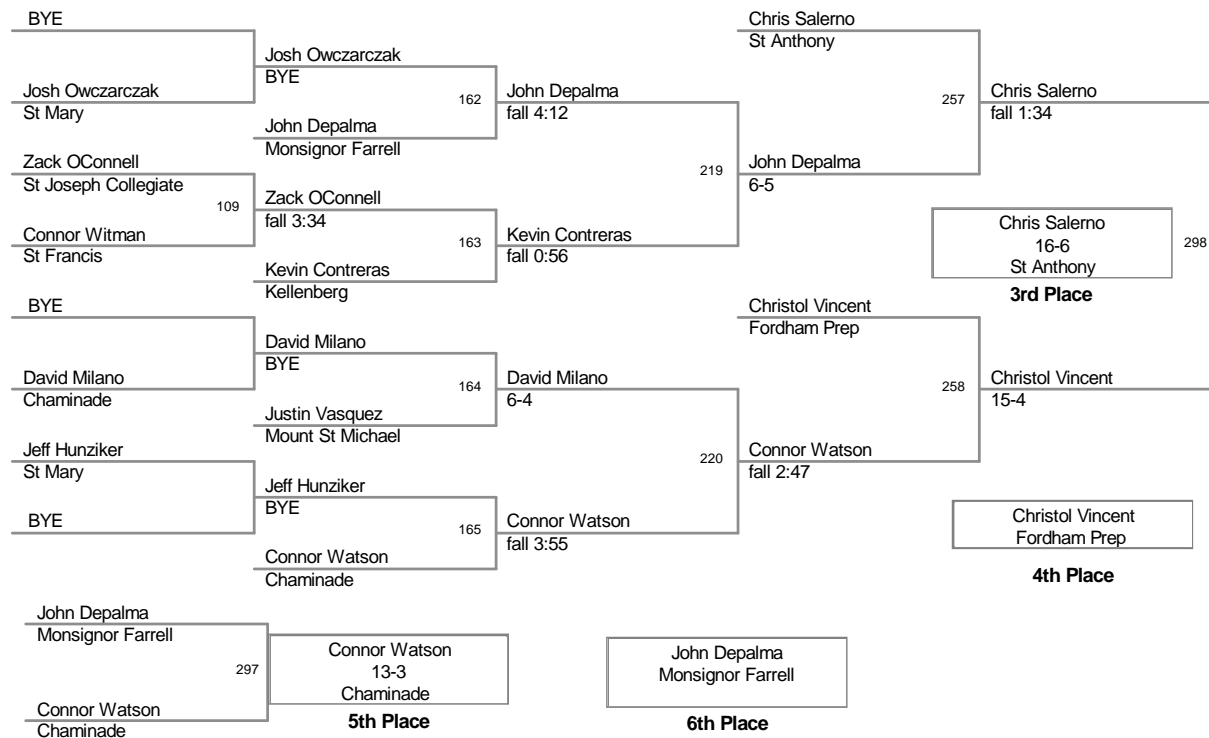 BYE
Chris Salerno
St Anthony
Josh Owczarczak
BYE
Josh Owczarczak
St Mary
162
John Depalma
fall 4:12
257
Chris Salerno
fall 1:34
John Depalma
Monsignor Farrell
Zack OConnell
St Joseph Collegiate
219
John Depalma
6-5
109
Zack OConnell
fall 3:34
Connor Witman
St Francis
163
Kevin Contreras
fall 0:56
Chris Salerno
16-6
St Anthony
298
3rd Place
Kevin Contreras
Kellenberg
BYE
Christol Vincent
Fordham Prep
David Milano
BYE
David Milano
Chaminade
164
David Milano
6-4
258
Christol Vincent
15-4
Justin Vasquez
Mount St Michael
Jeff Hunziker
St Mary
220
Connor Watson
fall 2:47
Jeff Hunziker
BYE
BYE
165
Connor Watson
fall 3:55
Christol Vincent
Fordham Prep
4th Place
Connor Watson
Chaminade
John Depalma
Monsignor Farrell
297
Connor Watson
13-3
Chaminade
5th Place
John Depalma
Monsignor Farrell
6th Place
Connor Watson
Chaminade